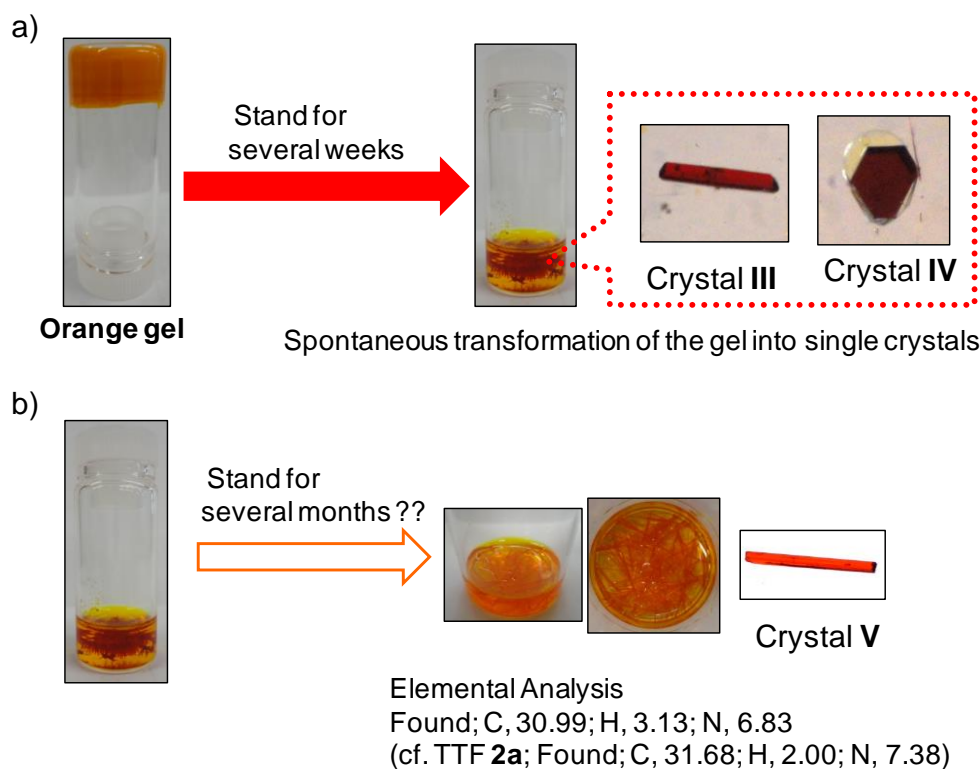 a)
Stand for
several weeks
Orange gel
Crystal III
Crystal IV
Spontaneous transformation of the gel into single crystals
b)
Stand for
several months ??
Crystal V
Elemental Analysis
Found; C, 30.99; H, 3.13; N, 6.83
(cf. TTF 2a; Found; C, 31.68; H, 2.00; N, 7.38)